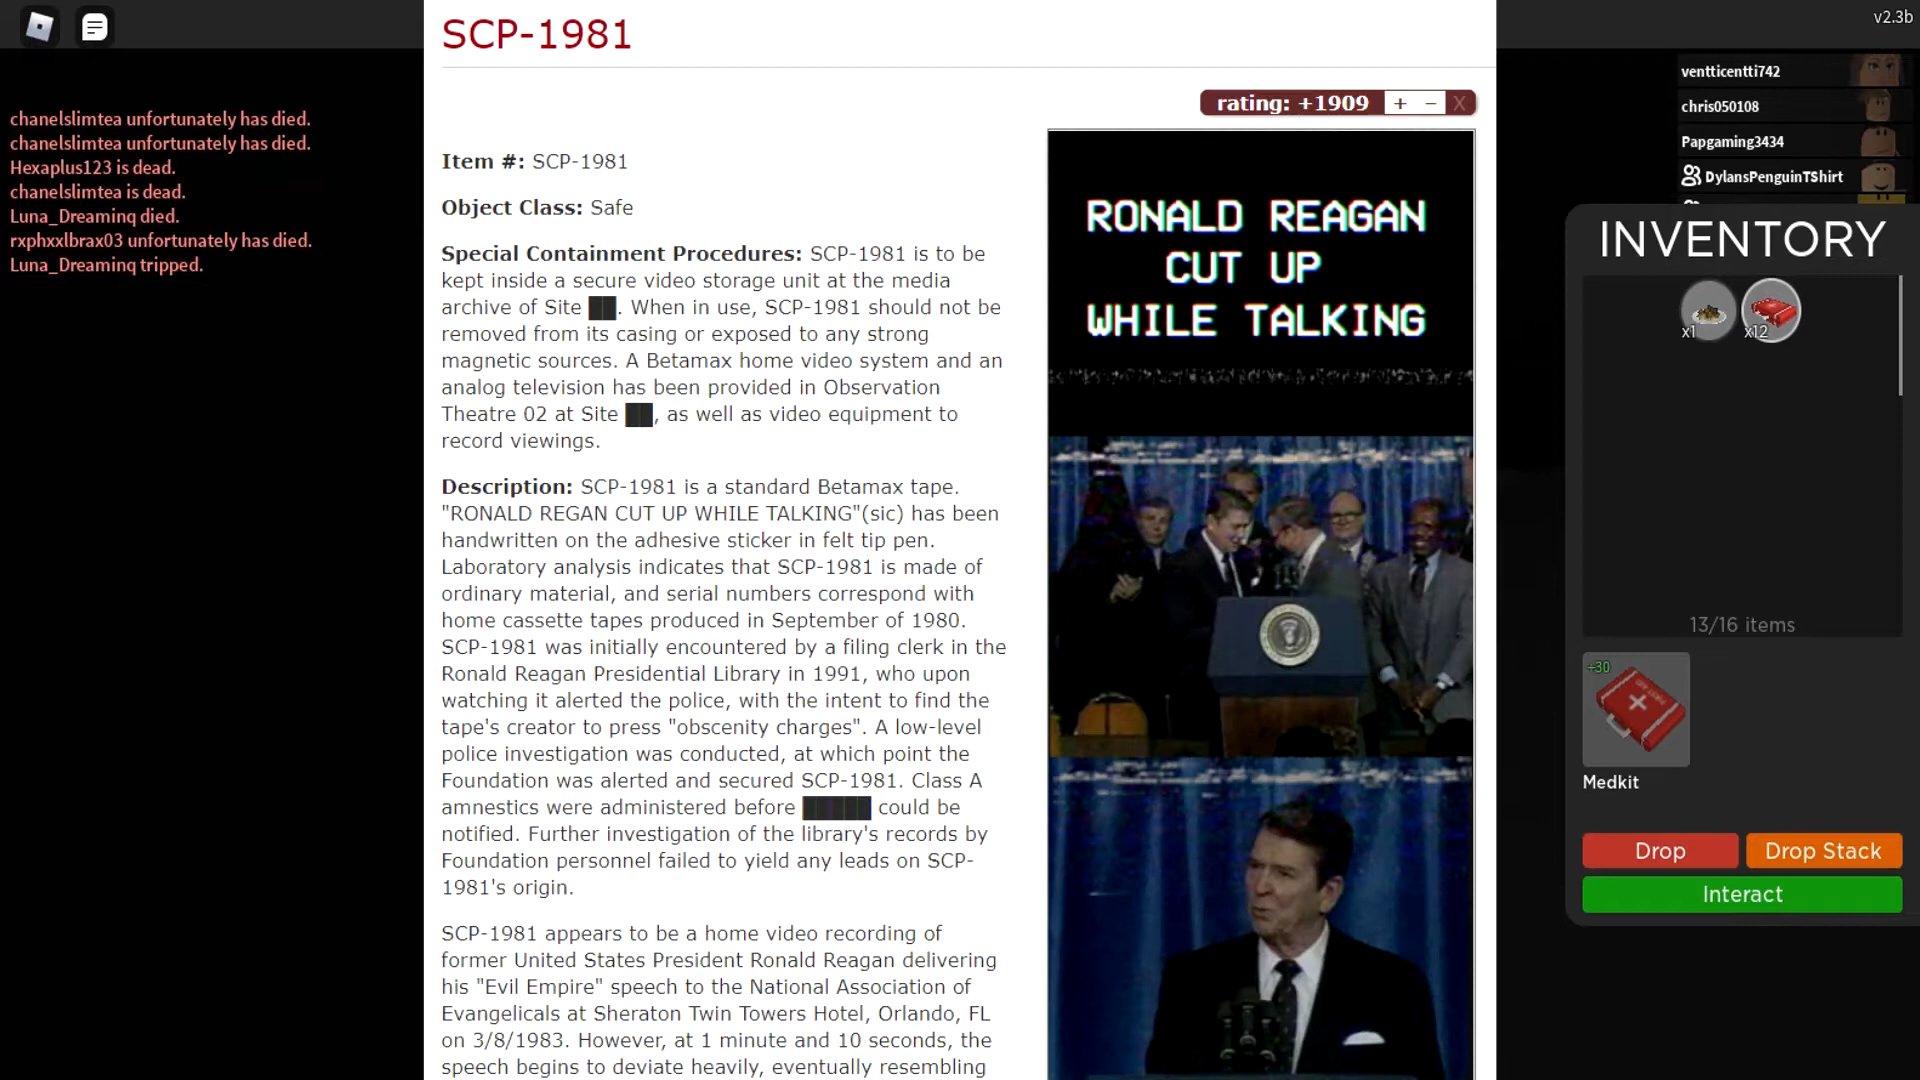 v2.3b
chanelslimtea unfortunately has died.
chanelslimtea unfortunately has died.
Hexaplus123 is dead.
chanelslimtea is dead.
Luna_Dreaminq died.
rxphxxlbrax03 unfortunately has died.
Luna_Dreaminq tripped.
SCP-1981
rating: +1909 + − X
Item #: SCP-1981
Object Class: Safe
Special Containment Procedures: SCP-1981 is to be
kept inside a secure video storage unit at the media
archive of Site ██. When in use, SCP-1981 should not be
removed from its casing or exposed to any strong
magnetic sources. A Betamax home video system and an
analog television has been provided in Observation
Theatre 02 at Site ██, as well as video equipment to
record viewings.
Description: SCP-1981 is a standard Betamax tape.
"RONALD REGAN CUT UP WHILE TALKING"(sic) has been
handwritten on the adhesive sticker in felt tip pen.
Laboratory analysis indicates that SCP-1981 is made of
ordinary material, and serial numbers correspond with
home cassette tapes produced in September of 1980.
SCP-1981 was initially encountered by a filing clerk in the
Ronald Reagan Presidential Library in 1991, who upon
watching it alerted the police, with the intent to find the
tape's creator to press "obscenity charges". A low-level
police investigation was conducted, at which point the
Foundation was alerted and secured SCP-1981. Class A
amnestics were administered before █████ could be
notified. Further investigation of the library's records by
Foundation personnel failed to yield any leads on SCP-
1981's origin.
SCP-1981 appears to be a home video recording of
former United States President Ronald Reagan delivering
his "Evil Empire" speech to the National Association of
Evangelicals at Sheraton Twin Towers Hotel, Orlando, FL
on 3/8/1983. However, at 1 minute and 10 seconds, the
speech begins to deviate heavily, eventually resembling
RONALD REAGAN
CUT UP
WHILE TALKING
ventticentti742
chris050108
Papgaming3434
DylansPenguinTShirt
INVENTORY
x1
x12
13/16 items
+30
Medkit
Drop
Drop Stack
Interact